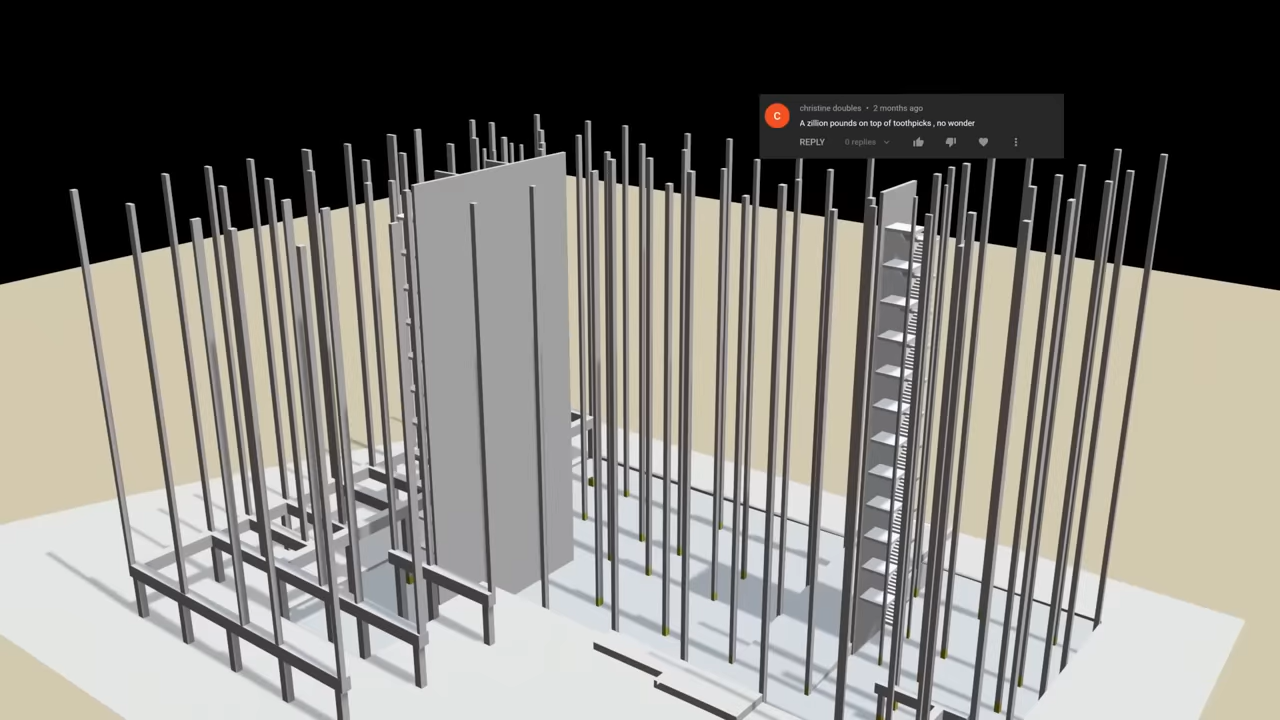 C
christine doubles • 2 months ago
A zillion pounds on top of toothpicks , no wonder
REPLY 0 replies